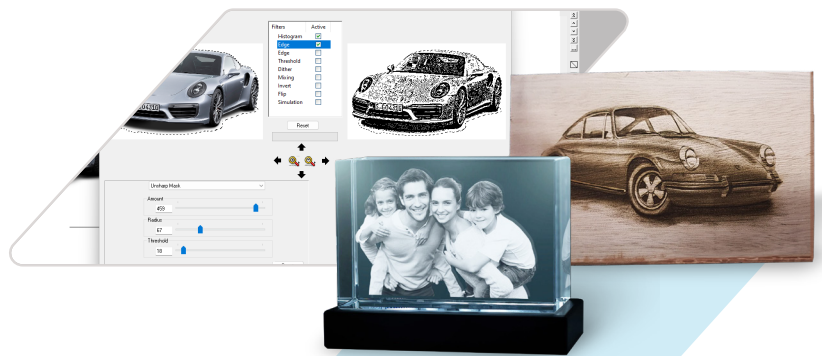 Filters Active
Histogram
Edge
Edge
Threshold
Dither
Mixing
Invert
Flip
Simulation
Reset
Unsharp Mask
Amount
459
Radius
67
Threshold
10